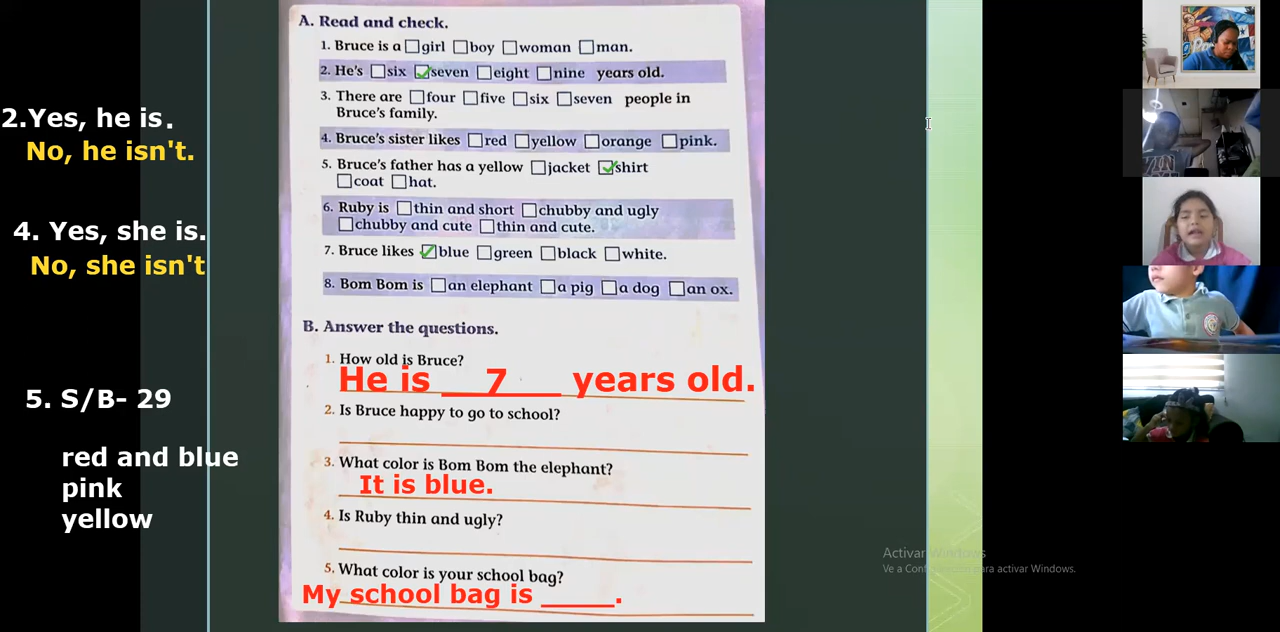 A. Read and check.
1. Bruce is a girl boy woman man.
2. He's six seven eight nine years old.
3. There are four five six seven people in
Bruce's family.
4. Bruce's sister likes red yellow orange pink.
5. Bruce's father has a yellow jacket shirt
coat hat.
6. Ruby is thin and short chubby and ugly
chubby and cute thin and cute.
7. Bruce likes blue green black white.
8. Bom Bom is an elephant a pig a dog an ox.
B. Answer the questions.
1. How old is Bruce?
He is 7 years old.
2. Is Bruce happy to go to school?
3. What color is Bom Bom the elephant?
It is blue.
4. Is Ruby thin and ugly?
5. What color is your school bag?
My school bag is _____.
2.Yes, he is.
No, he isn't.
4. Yes, she is.
No, she isn't
5. S/B- 29
red and blue
pink
yellow